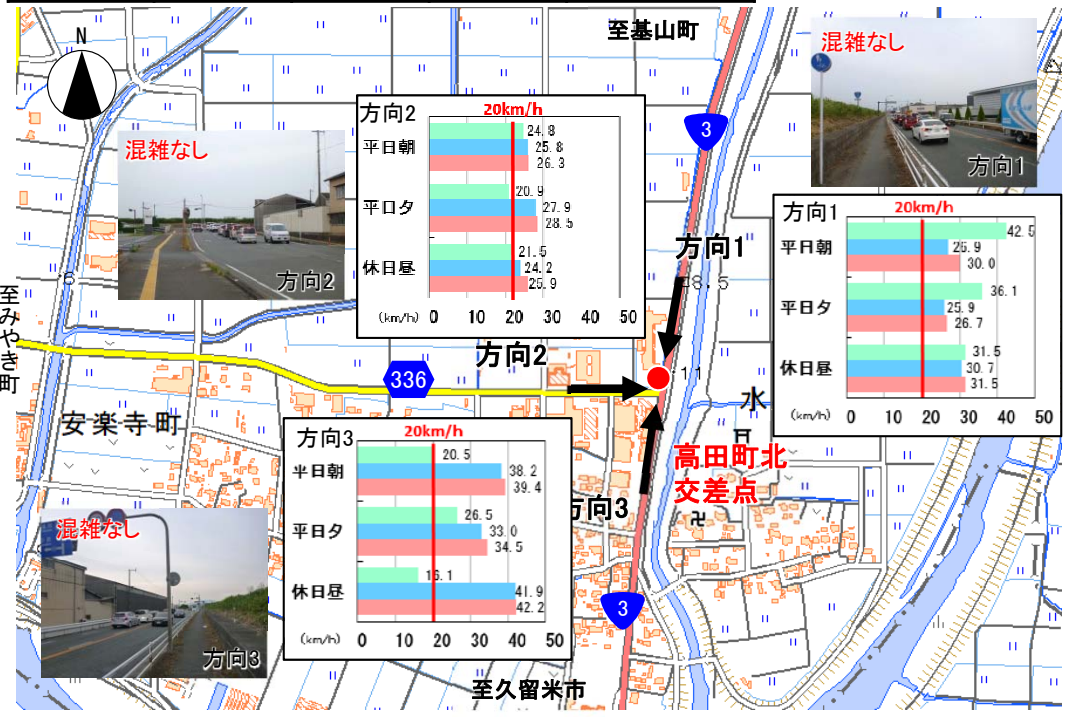 至基山町
N
混雑なし
方向1
3
方向2
20km/h
平日朝
24.8
25.8
26.3
平日夕
20.9
27.9
28.5
休日昼
21.5
24.2
25.9
(km/h) 0 10 20 30 40 50
混雑なし
方向2
方向1
20km/h
平日朝
42.5
26.9
30.0
平日夕
36.1
25.9
26.7
休日昼
31.5
30.7
31.5
(km/h) 0 10 20 30 40 50
方向1
至みやき町
方向2
336
11
水
安楽寺町
高田町北
交差点
方向3
方向3
20km/h
平日朝
20.5
38.2
39.4
平日夕
26.5
33.0
34.5
休日昼
16.1
41.9
42.2
(km/h) 0 10 20 30 40 50
混雑なし
方向3
3
至久留米市